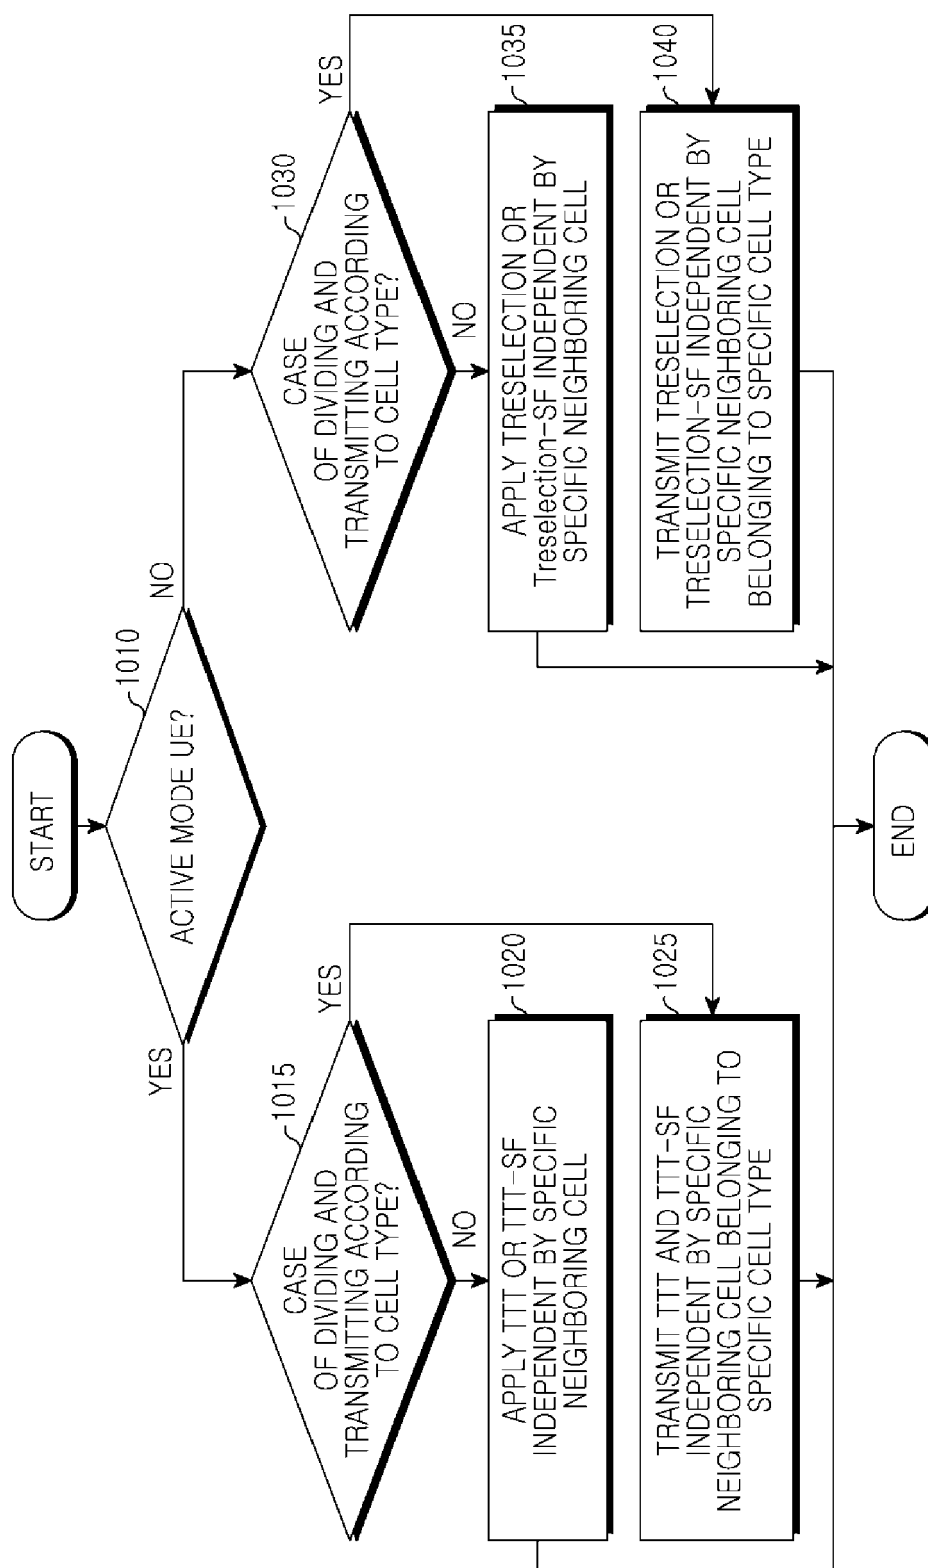 START
1010
ACTIVE MODE UE?
YES
NO
1015
CASE
OF DIVIDING AND
TRANSMITTING ACCORDING
TO CELL TYPE?
YES
NO
1020
APPLY TTT OR TTT-SF
INDEPENDENT BY SPECIFIC
NEIGHBORING CELL
1025
TRANSMIT TTT AND TTT-SF
INDEPENDENT BY SPECIFIC
NEIGHBORING CELL BELONGING TO
SPECIFIC CELL TYPE
1030
CASE
OF DIVIDING AND
TRANSMITTING ACCORDING
TO CELL TYPE?
YES
NO
1035
APPLY TRESELECTION OR
Treselection-SF INDEPENDENT BY
SPECIFIC NEIGHBORING CELL
1040
TRANSMIT TRESELECTION OR
TRESELECTION-SF INDEPENDENT BY
SPECIFIC NEIGHBORING CELL
BELONGING TO SPECIFIC CELL TYPE
END